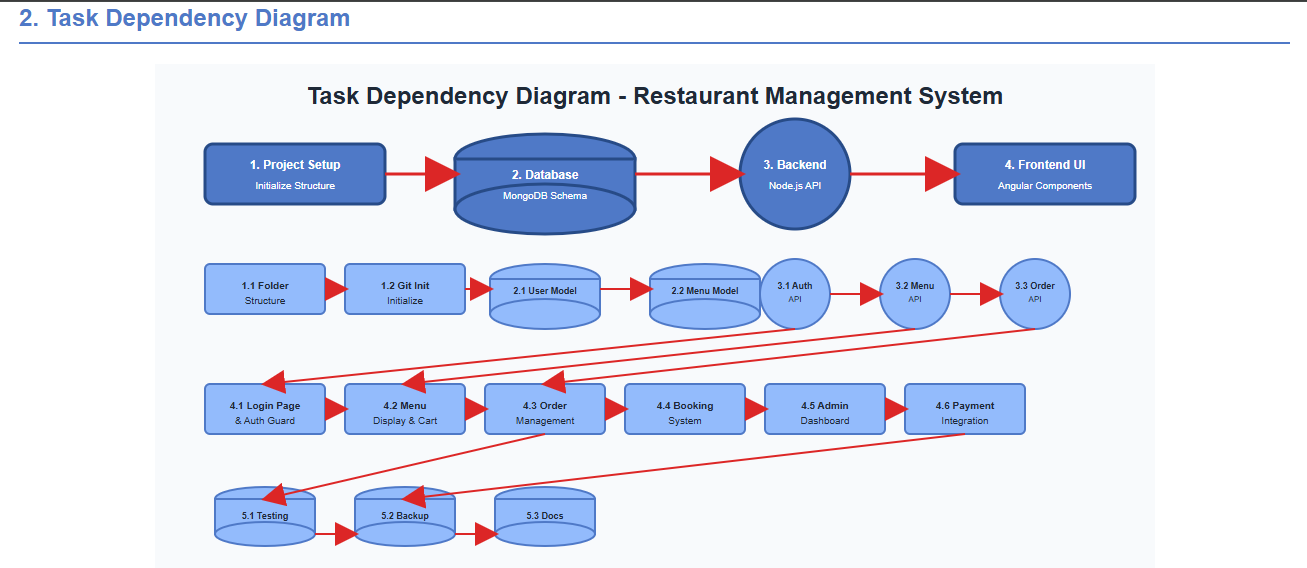 2. Task Dependency Diagram
Task Dependency Diagram - Restaurant Management System
1. Project Setup
Initialize Structure
2. Database
MongoDB Schema
3. Backend
Node.js API
4. Frontend UI
Angular Components
1.1 Folder
Structure
1.2 Git Init
Initialize
2.1 User Model
2.2 Menu Model
3.1 Auth
API
3.2 Menu
API
3.3 Order
API
4.1 Login Page
& Auth Guard
4.2 Menu
Display & Cart
4.3 Order
Management
4.4 Booking
System
4.5 Admin
Dashboard
4.6 Payment
Integration
5.1 Testing
5.2 Backup
5.3 Docs